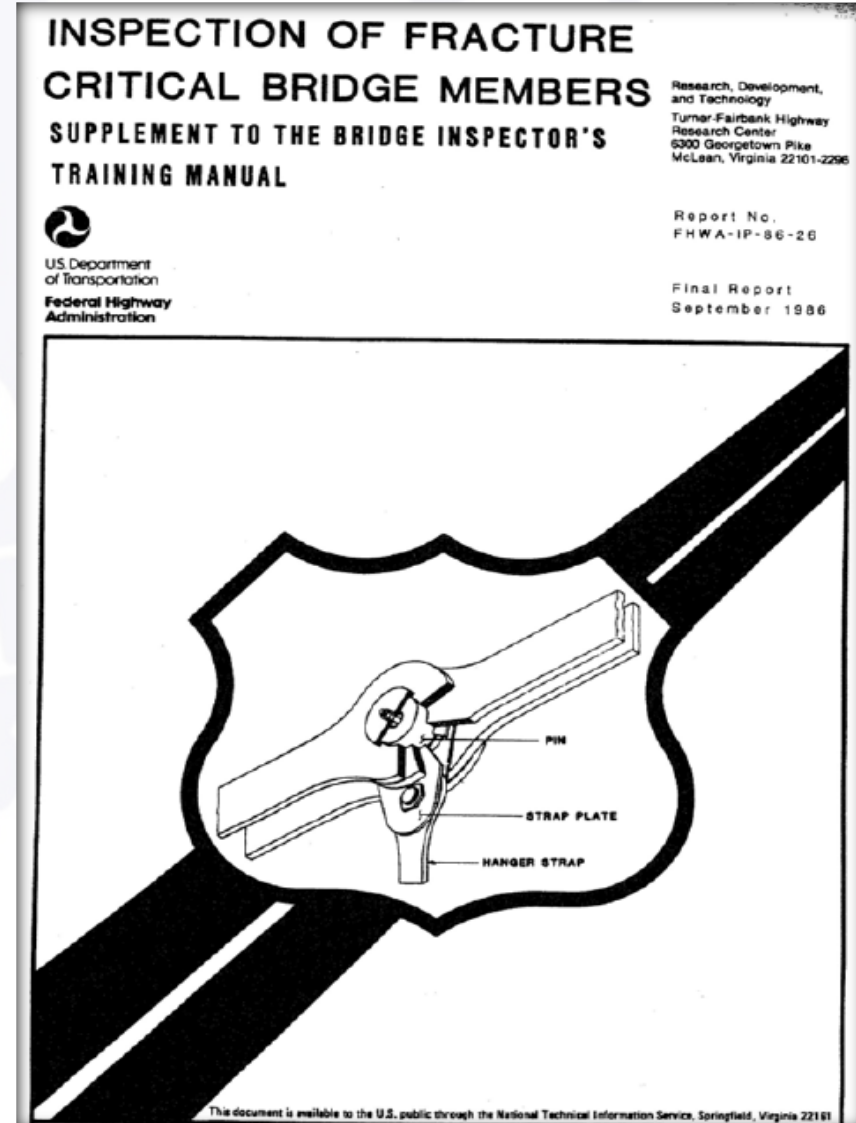 INSPECTION OF FRACTURE
CRITICAL BRIDGE MEMBERS
SUPPLEMENT TO THE BRIDGE INSPECTOR'S
TRAINING MANUAL
Research, Development,
and Technology
Turner-Fairbank Highway
Research Center
6300 Georgetown Pike
McLean, Virginia 22101-2296
U.S. Department
of Transportation
Federal Highway
Administration
Report No.
FHWA-IP-86-26
Final Report
September 1986
PIN
STRAP PLATE
HANGER STRAP
This document is available to the U.S. public through the National Technical Information Service, Springfield, Virginia 22161